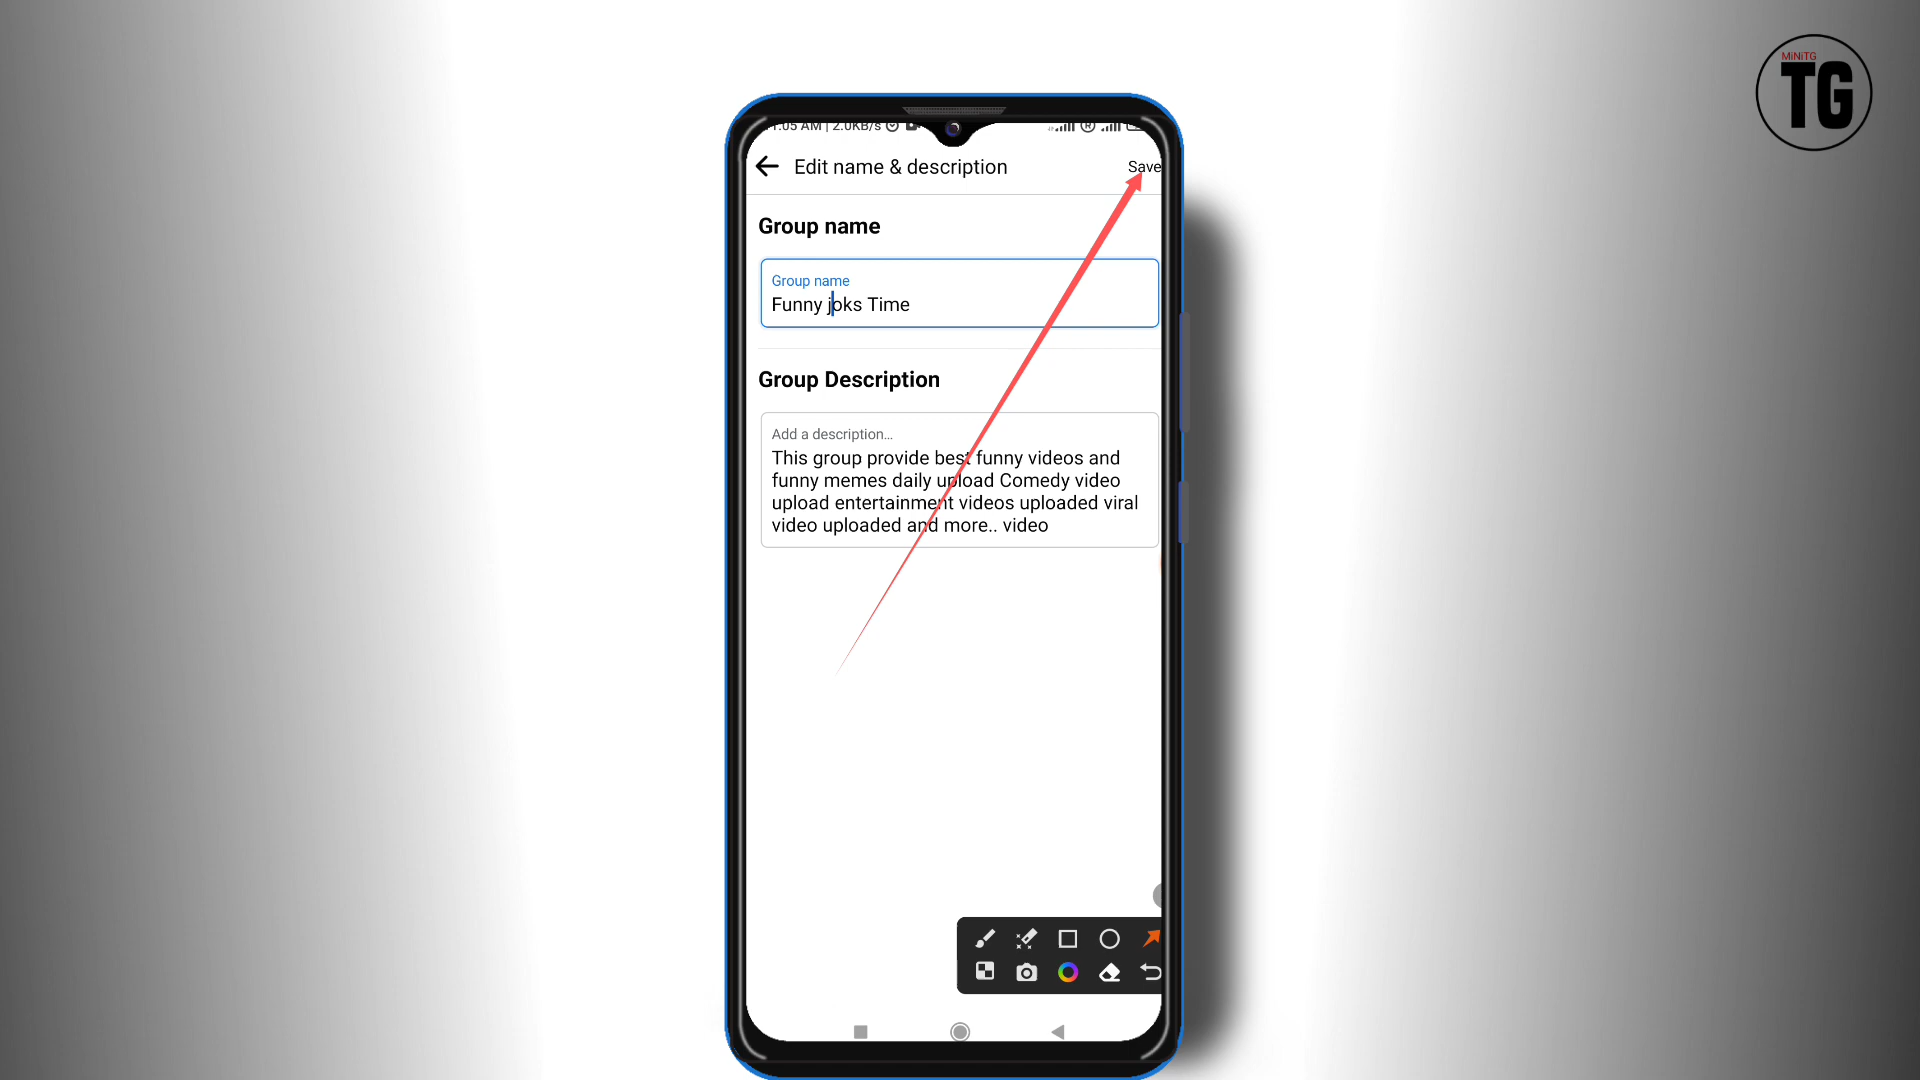 MiNiTG
TG
:05 AM | 2.0KB/s
Edit name & description
Save
Group name
Group name
Funny joks Time
Group Description
Add a description...
This group provide best funny videos and
funny memes daily upload Comedy video
upload entertainment videos uploaded viral
video uploaded and more.. video